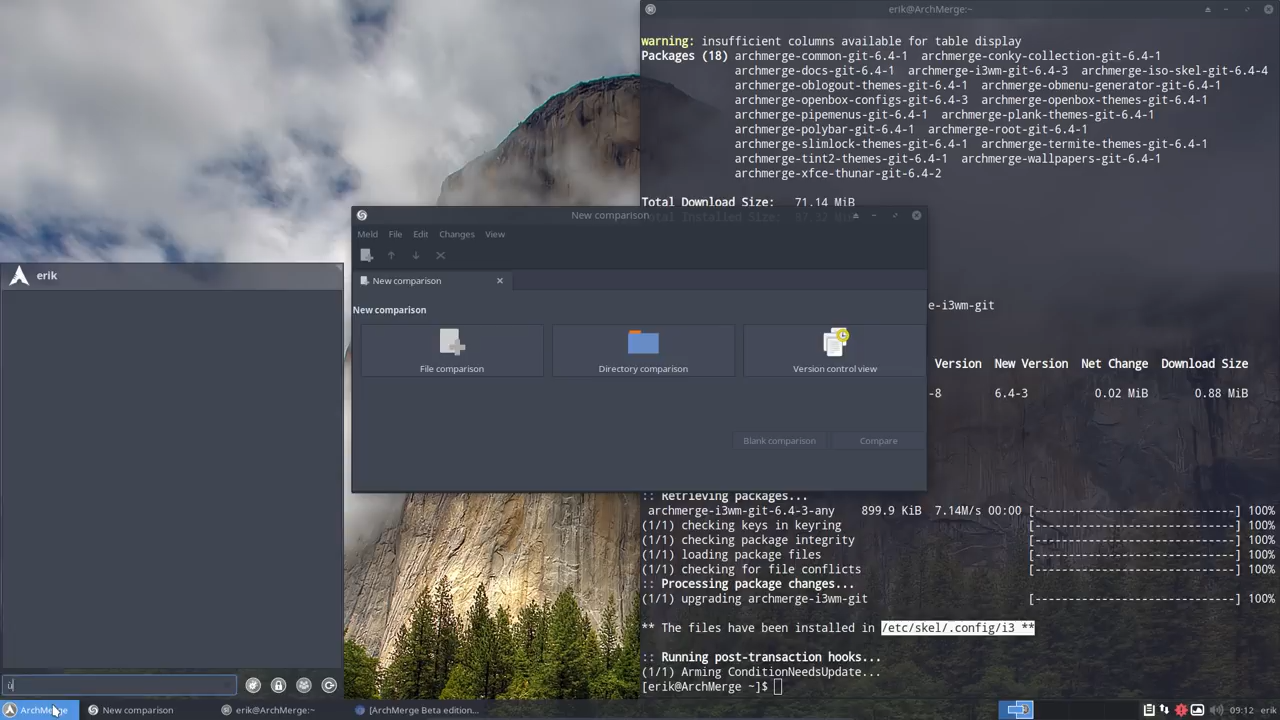 erik@ArchMerge:~
warning: insufficient columns available for table display
Packages (18) archmerge-common-git-6.4-1  archmerge-conky-collection-git-6.4-1
archmerge-docs-git-6.4-1  archmerge-i3wm-git-6.4-3  archmerge-iso-skel-git-6.4-4
archmerge-oblogout-themes-git-6.4-1  archmerge-obmenu-generator-git-6.4-1
archmerge-openbox-configs-git-6.4-3  archmerge-openbox-themes-git-6.4-1
archmerge-pipemenus-git-6.4-1  archmerge-plank-themes-git-6.4-1
archmerge-polybar-git-6.4-1  archmerge-root-git-6.4-1
archmerge-slimlock-themes-git-6.4-1  archmerge-termite-themes-git-6.4-1
archmerge-tint2-themes-git-6.4-1  archmerge-wallpapers-git-6.4-1
archmerge-xfce-thunar-git-6.4-2
Total Download Size:   71.14 MiB
Total Installed Size:  97.32 MiB
New comparison
Meld File Edit Changes View
New comparison
New comparison
File comparison
Directory comparison
Version control view
Blank comparison
Compare
e-i3wm-git
Version  New Version  Net Change  Download Size
-8  6.4-3  0.02 MiB  0.88 MiB
:: Retrieving packages...
archmerge-i3wm-git-6.4-3-any  899.9 KiB  7.14M/s 00:00 [----------------------------] 100%
(1/1) checking keys in keyring [----------------------------] 100%
(1/1) checking package integrity [----------------------------] 100%
(1/1) loading package files [----------------------------] 100%
(1/1) checking for file conflicts [----------------------------] 100%
:: Processing package changes...
(1/1) upgrading archmerge-i3wm-git [----------------------------] 100%
** The files have been installed in /etc/skel/.config/i3 **
:: Running post-transaction hooks...
(1/1) Arming ConditionNeedsUpdate...
[erik@ArchMerge ~]$
erik
ArchMerge
New comparison
erik@ArchMerge:~
[ArchMerge Beta edition...
09:12 erik